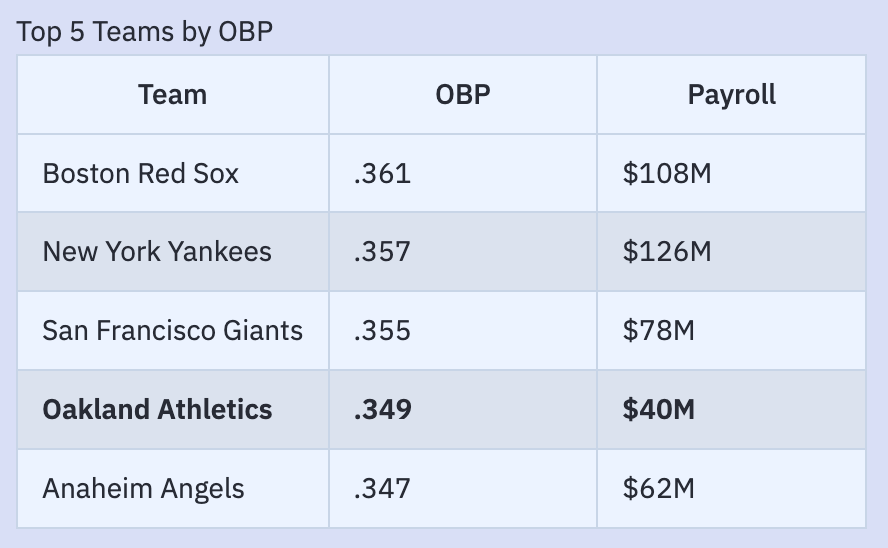 Top 5 Teams by OBP
Team OBP Payroll
Boston Red Sox .361 $108M
New York Yankees .357 $126M
San Francisco Giants .355 $78M
Oakland Athletics .349 $40M
Anaheim Angels .347 $62M